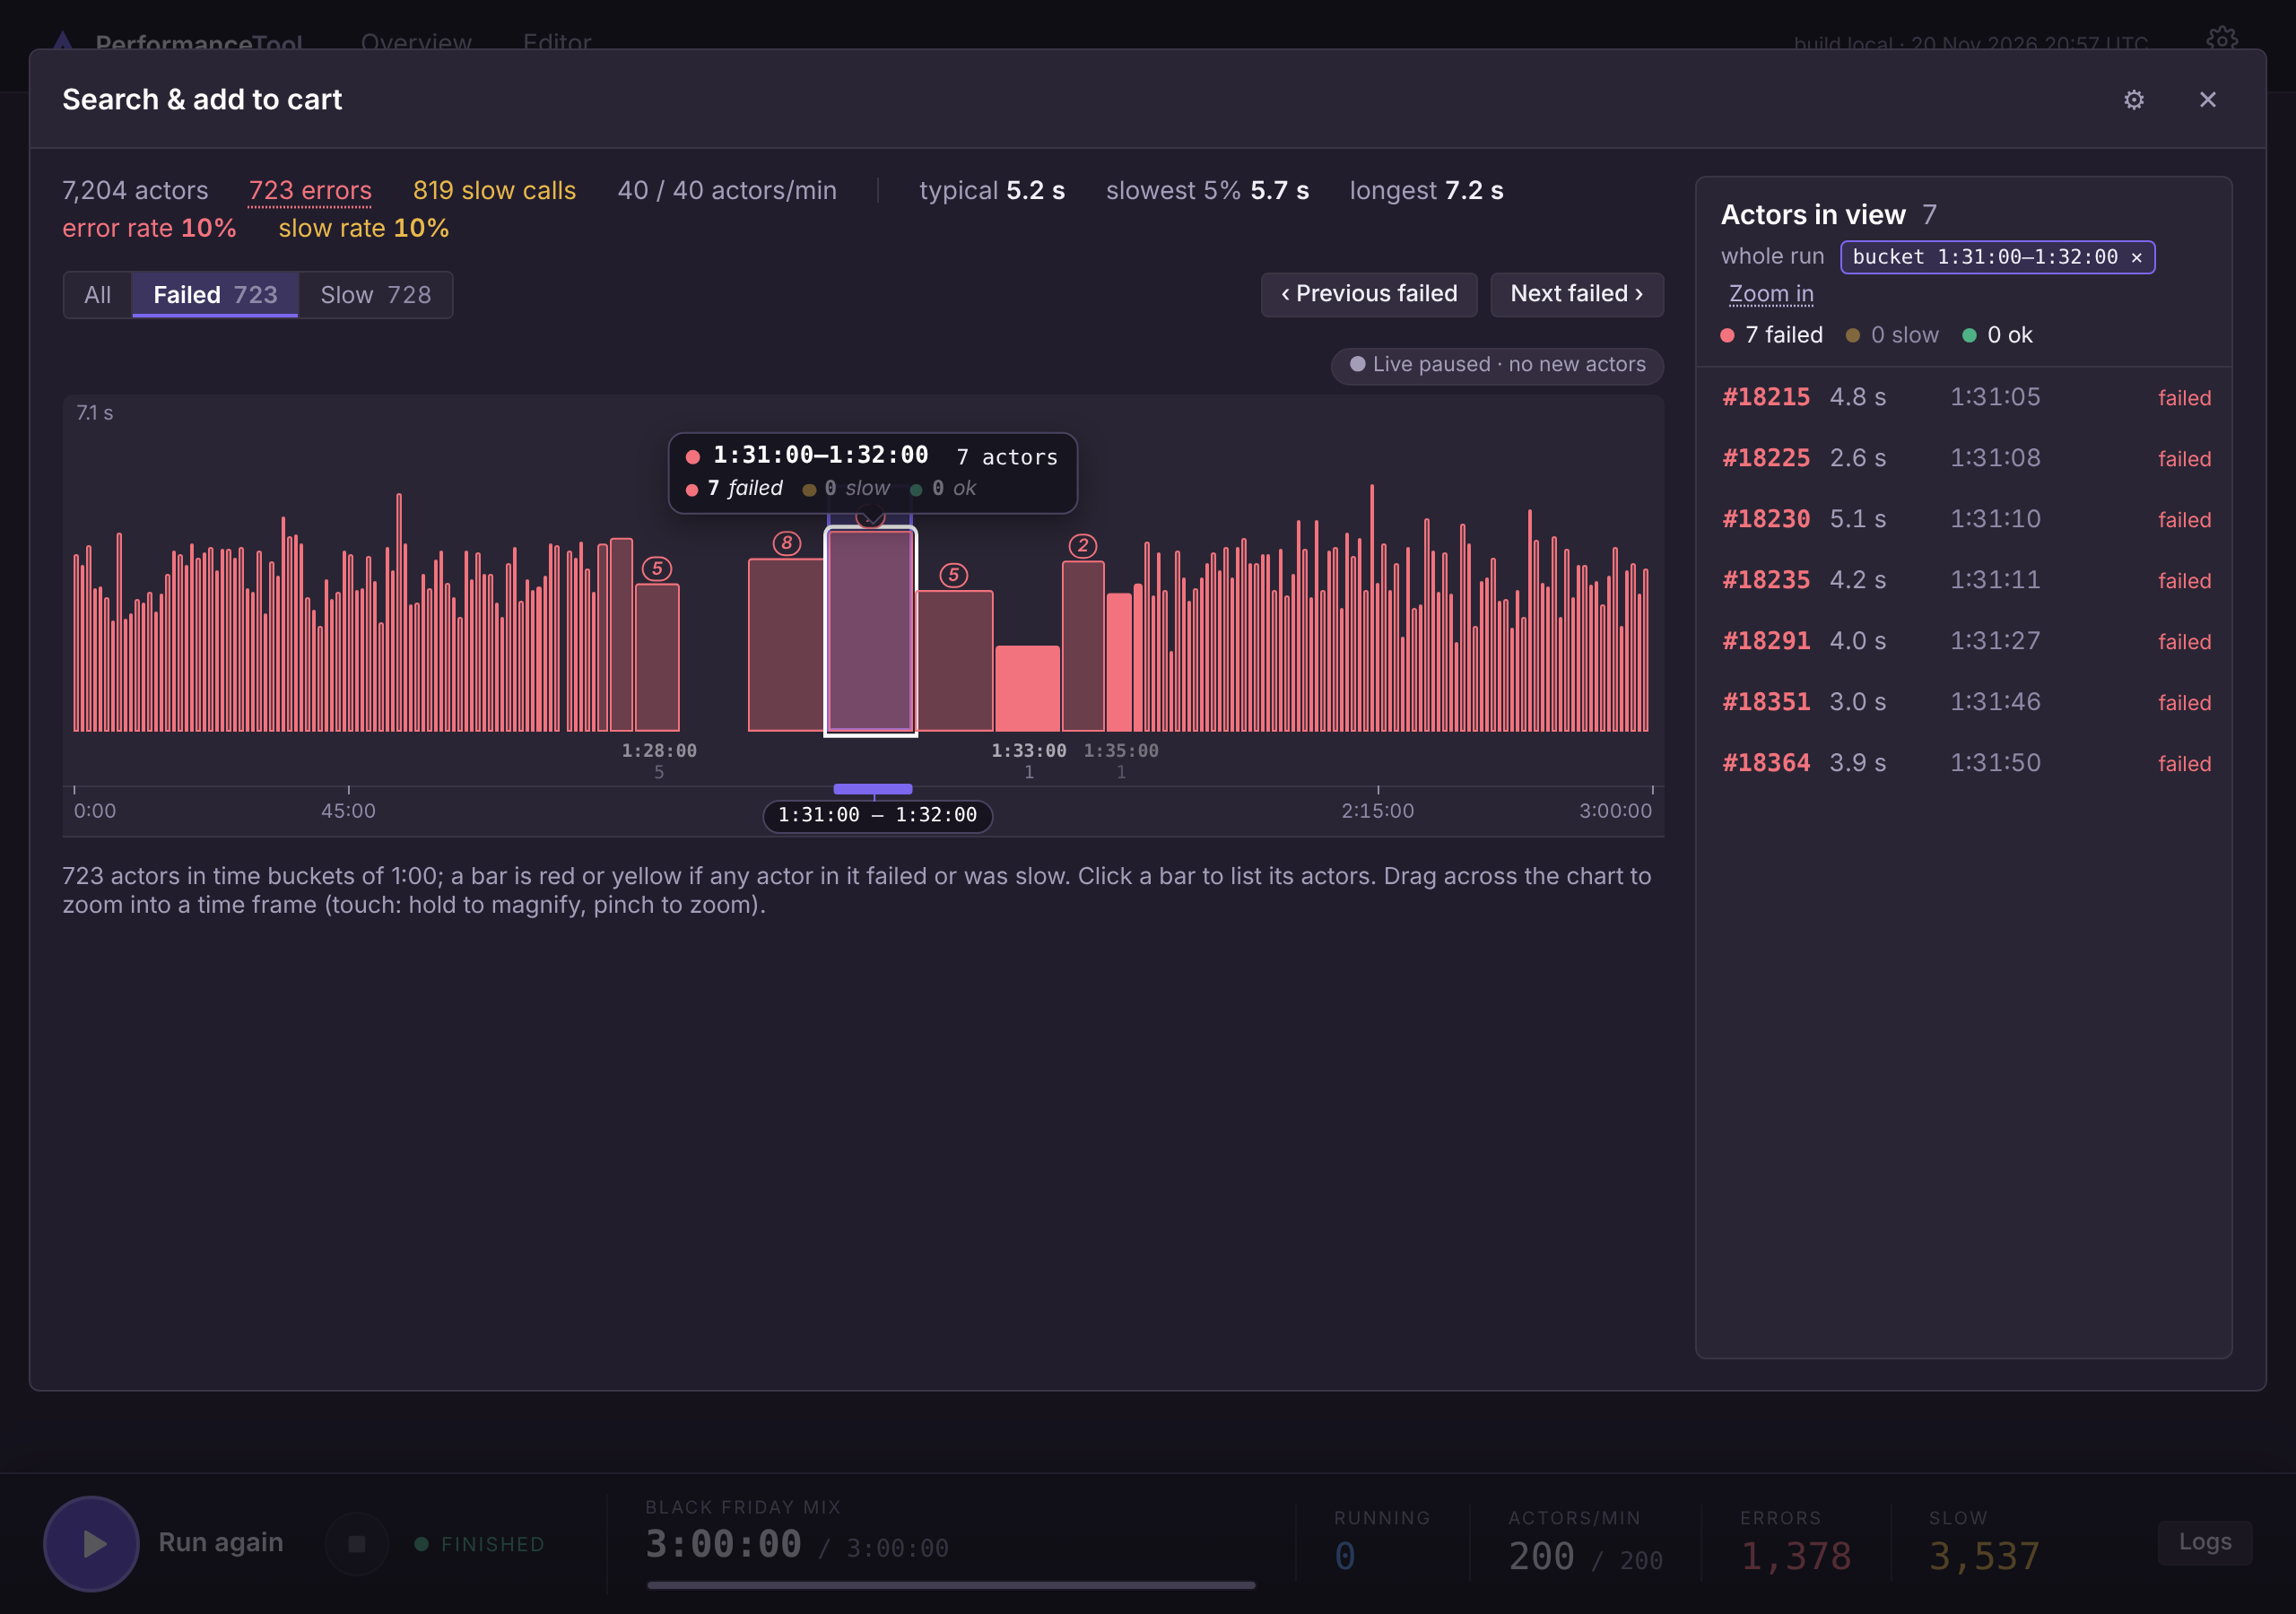 PerformanceTool Overview Editor build local · 20 Nov 2026 20:57 UTC
Search & add to cart
7,204 actors 723 errors 819 slow calls 40 / 40 actors/min typical 5.2 s slowest 5% 5.7 s longest 7.2 s
error rate 10% slow rate 10%
All Failed 723 Slow 728
‹ Previous failed Next failed ›
Live paused · no new actors
7.1 s
1:31:00–1:32:00 7 actors
7 failed 0 slow 0 ok
8
5
5
2
1:28:00 1:33:00 1:35:00
5 1 1
0:00 45:00 1:31:00 – 1:32:00 2:15:00 3:00:00
723 actors in time buckets of 1:00; a bar is red or yellow if any actor in it failed or was slow. Click a bar to list its actors. Drag across the chart to
zoom into a time frame (touch: hold to magnify, pinch to zoom).
Actors in view 7
whole run bucket 1:31:00–1:32:00 ×
Zoom in
7 failed 0 slow 0 ok
#18215 4.8 s 1:31:05 failed
#18225 2.6 s 1:31:08 failed
#18230 5.1 s 1:31:10 failed
#18235 4.2 s 1:31:11 failed
#18291 4.0 s 1:31:27 failed
#18351 3.0 s 1:31:46 failed
#18364 3.9 s 1:31:50 failed
Run again FINISHED
BLACK FRIDAY MIX
3:00:00 / 3:00:00
RUNNING
0
ACTORS/MIN
200 / 200
ERRORS
1,378
SLOW
3,537
Logs